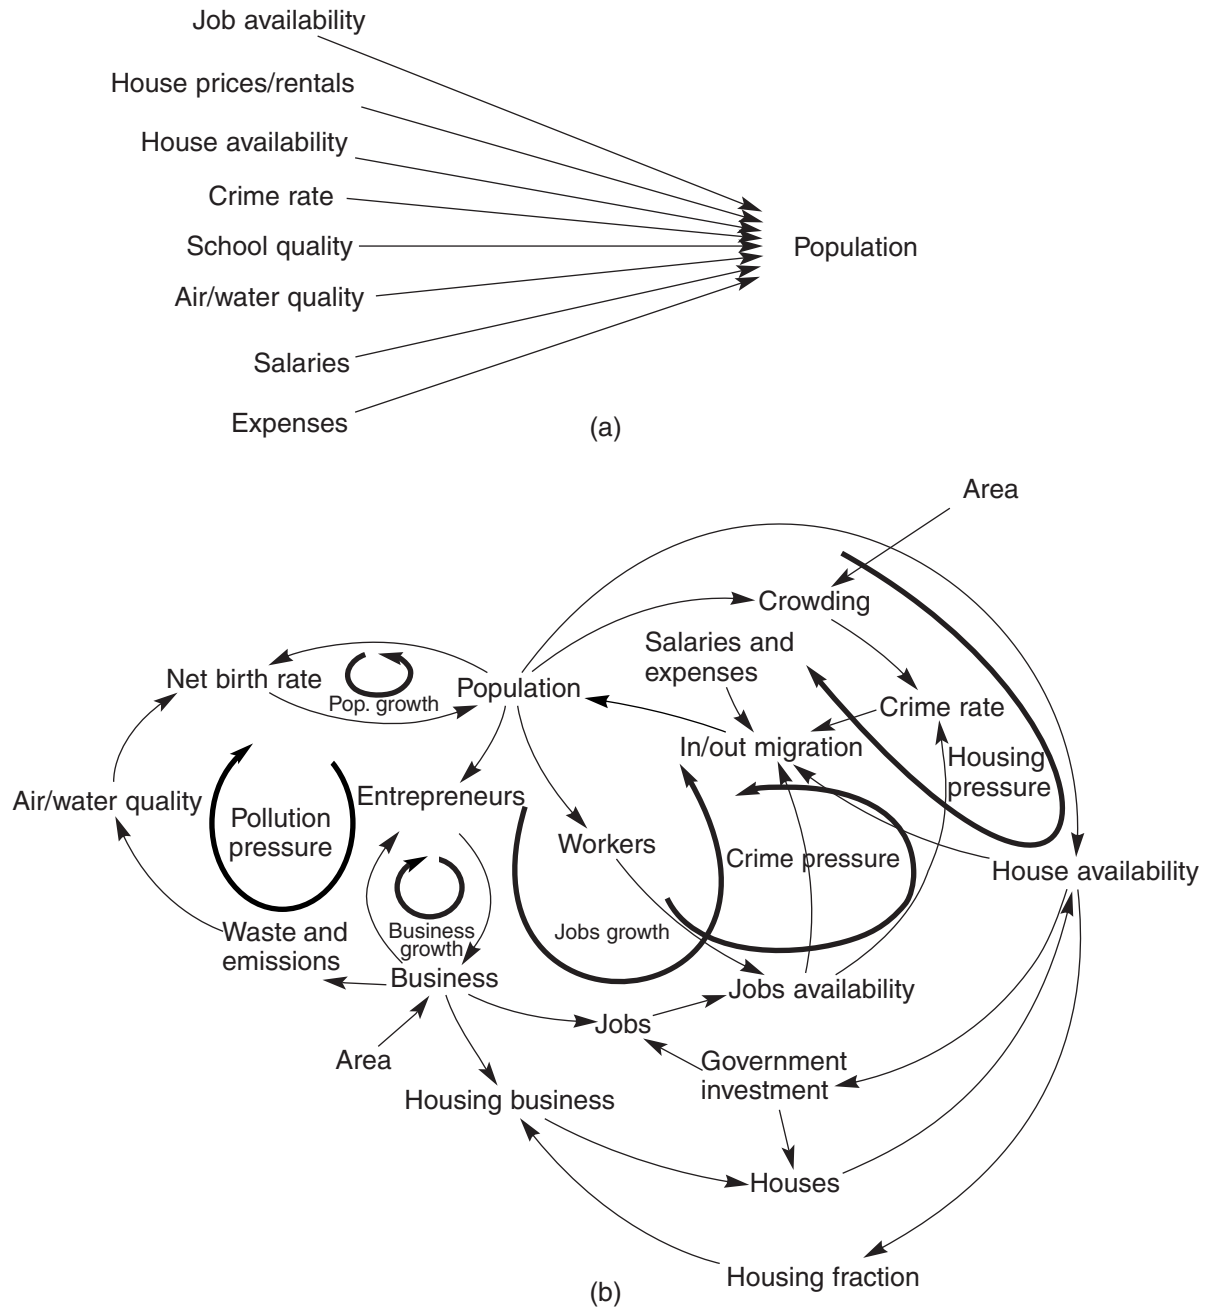 Job availability
House prices/rentals
House availability
Crime rate
School quality
Population
Air/water quality
Salaries
Expenses
(a)
Area
Crowding
Salaries and
expenses
Net birth rate
Pop. growth
Population
Crime rate
In/out migration
Housing
pressure
Air/water quality
Pollution
pressure
Entrepreneurs
Workers
Crime pressure
House availability
Waste and
emissions
Business
growth
Jobs growth
Business
Jobs availability
Jobs
Area
Government
investment
Housing business
Houses
Housing fraction
(b)